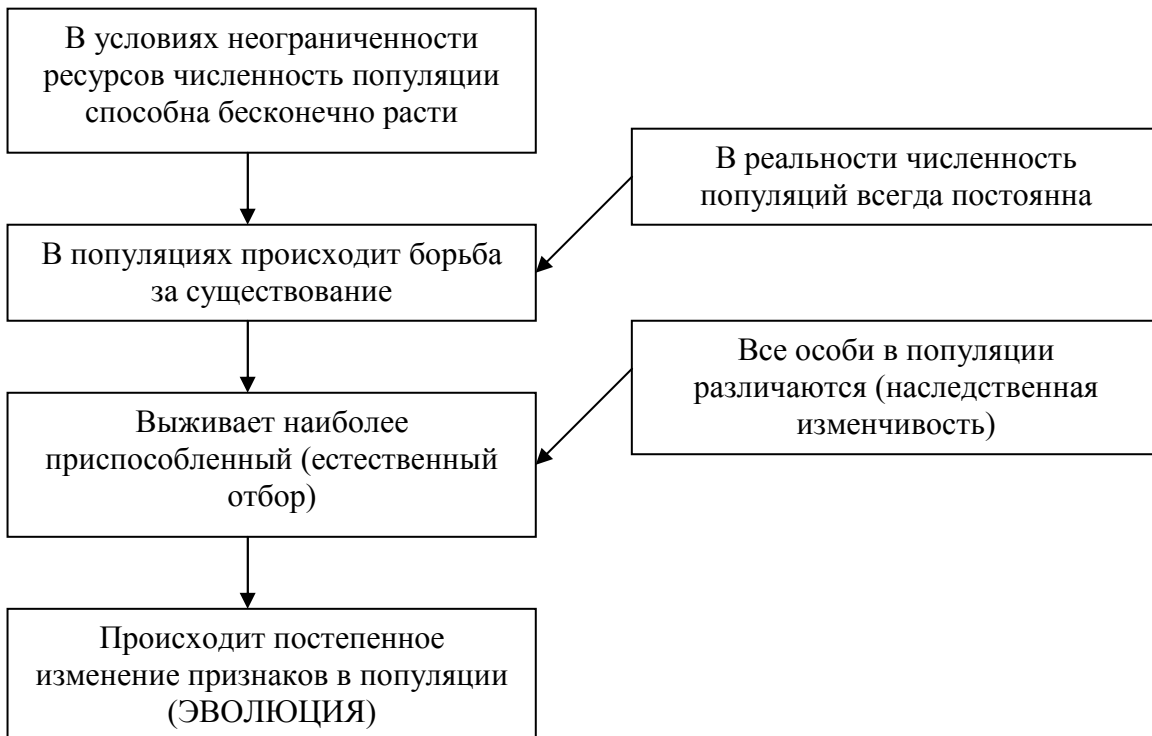 В условиях неограниченности
ресурсов численность популяции
способна бесконечно расти
В реальности численность
популяций всегда постоянна
В популяциях происходит борьба
за существование
Все особи в популяции
различаются (наследственная
изменчивость)
Выживает наиболее
приспособленный (естественный
отбор)
Происходит постепенное
изменение признаков в популяции
(ЭВОЛЮЦИЯ)